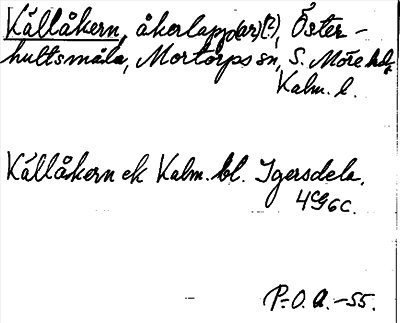 Källåkern, åkerlapp(ar)(?), Öster-
hultsmåla, Mortorps sn, S. Möre hd,
Kalm. l.
Källåkern ek Kalm. bl. Igersdela.
4G6c.
P.O.A.-55.